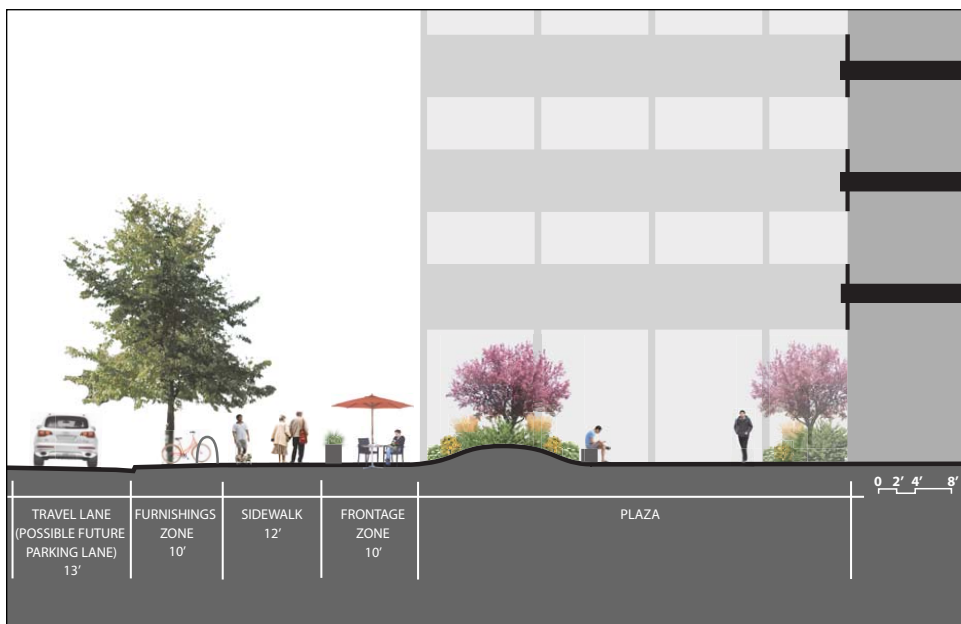 TRAVEL LANE
(POSSIBLE FUTURE
PARKING LANE)
13’
FURNISHINGS
ZONE
10’
SIDEWALK
12’
FRONTAGE
ZONE
10’
PLAZA
0 2’ 4’ 8’